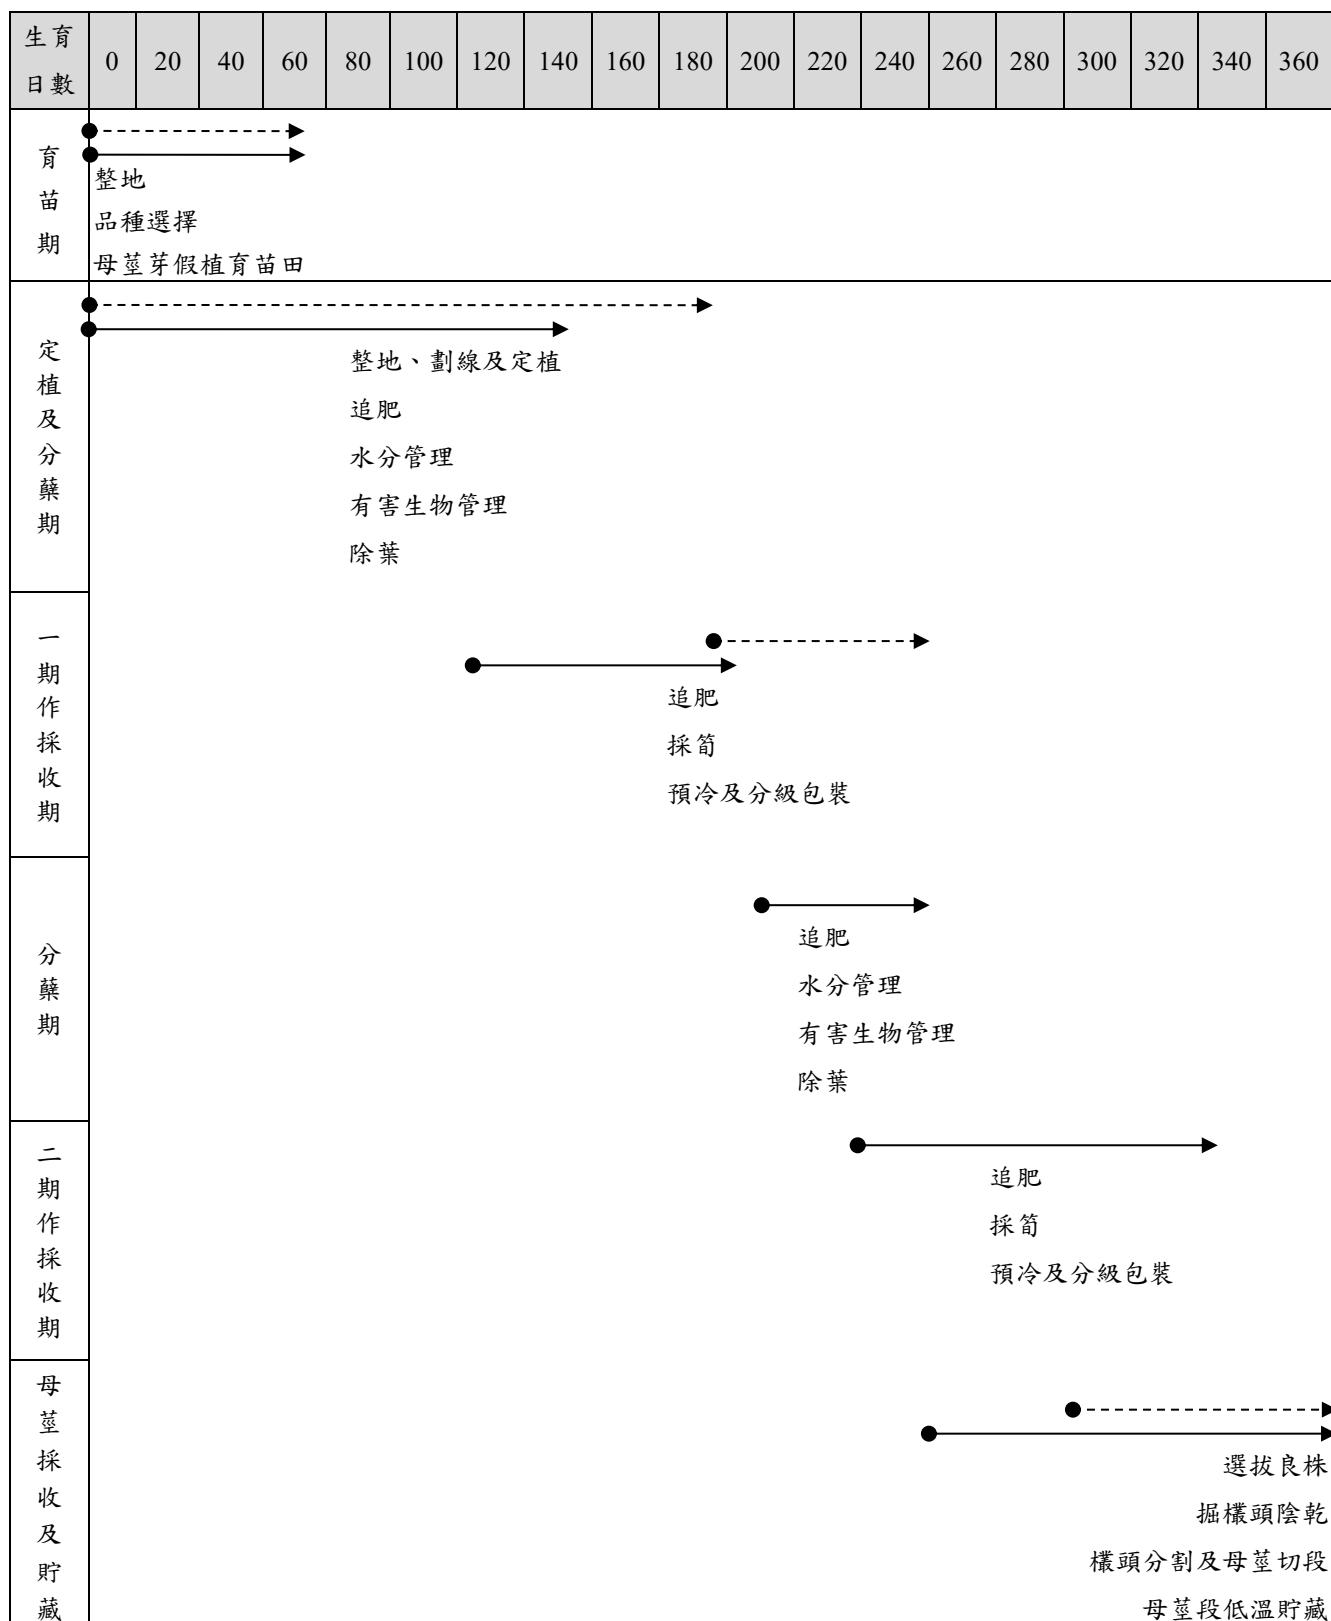 生育日數 0 20 40 60 80 100 120 140 160 180 200 220 240 260 280 300 320 340 360
育苗期
整地
品種選擇
母莖芽假植育苗田
定植及分蘗期
整地、劃線及定植
追肥
水分管理
有害生物管理
除葉
一期作採收期
追肥
採筍
預冷及分級包裝
分蘗期
追肥
水分管理
有害生物管理
除葉
二期作採收期
追肥
採筍
預冷及分級包裝
母莖採收及貯藏
選拔良株
掘欉頭陰乾
欉頭分割及母莖切段
母莖段低溫貯藏